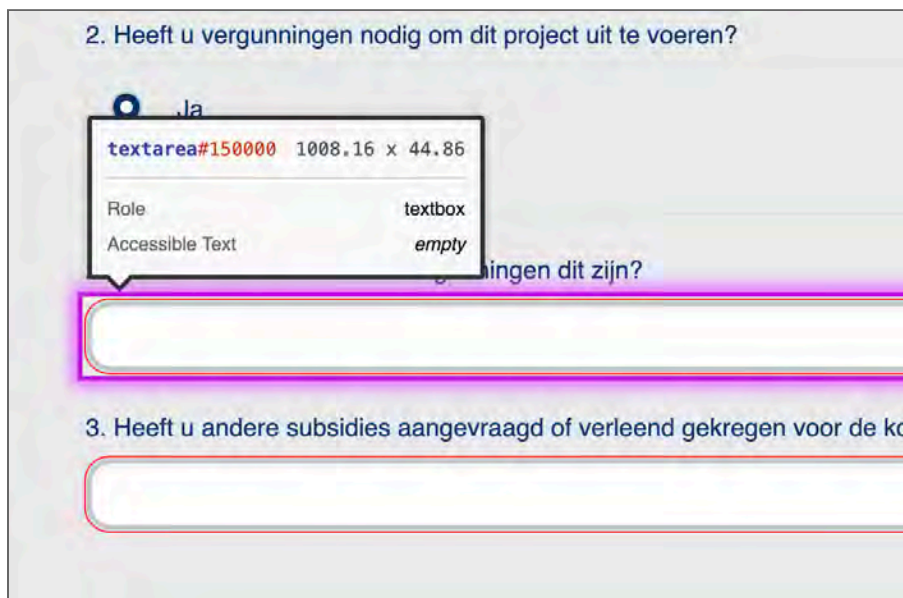 2. Heeft u vergunningen nodig om dit project uit te voeren?
Ja
textarea#150000 1008.16 x 44.86
Role textbox
Accessible Text empty
ningen dit zijn?
3. Heeft u andere subsidies aangevraagd of verleend gekregen voor de